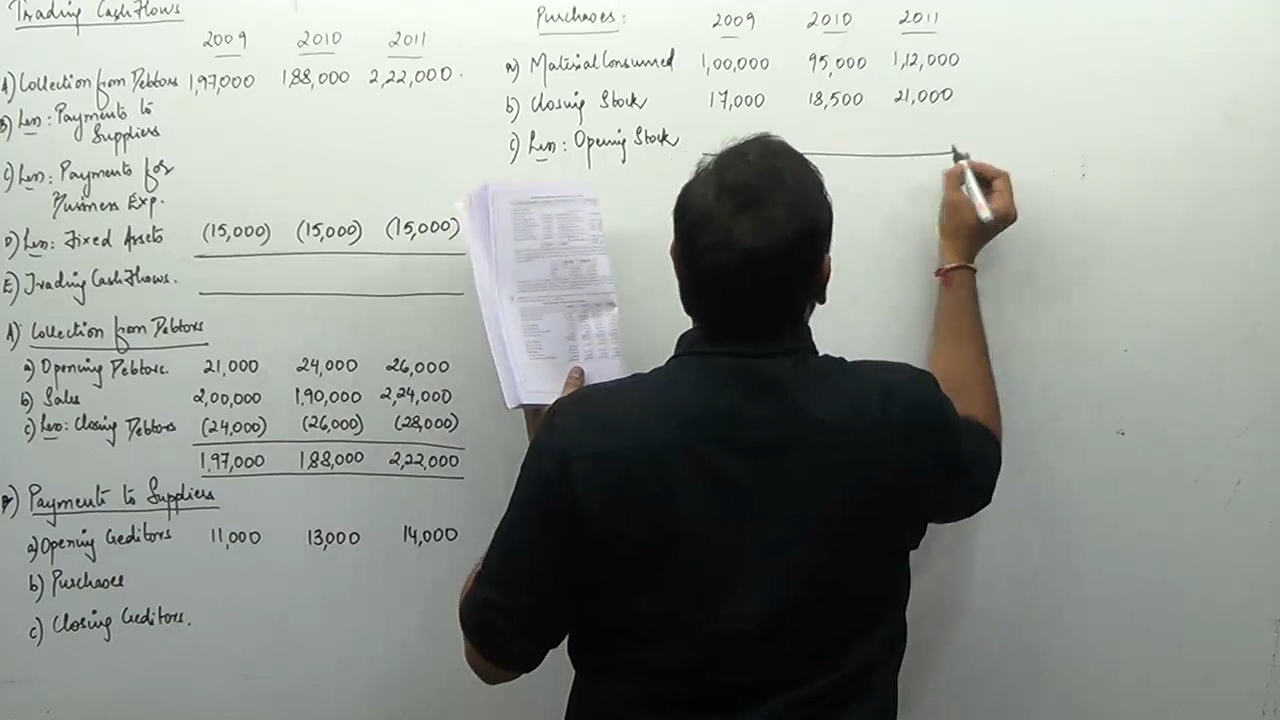 Trading Cash Flows
2009 2010 2011
A) Collection from Debtors 1,97,000 1,88,000 2,22,000.
B) Less: Payments to
Suppliers
C) Less: Payments for
Business Exp.
D) Less: Fixed Assets (15,000) (15,000) (15,000)
E) Trading Cash Flows.
A) Collection from Debtors
a) Opening Debtors. 21,000 24,000 26,000
b) Sales 2,00,000 1,90,000 2,24,000
c) Less: Closing Debtors (24,000) (26,000) (28,000)
1,97,000 1,88,000 2,22,000
B) Payments to Suppliers
a) Opening Creditors 11,000 13,000 14,000
b) Purchases
c) Closing Creditors.
Purchases: 2009 2010 2011
a) Material Consumed 1,00,000 95,000 1,12,000
b) Closing Stock 17,000 18,500 21,000
c) Less: Opening Stock